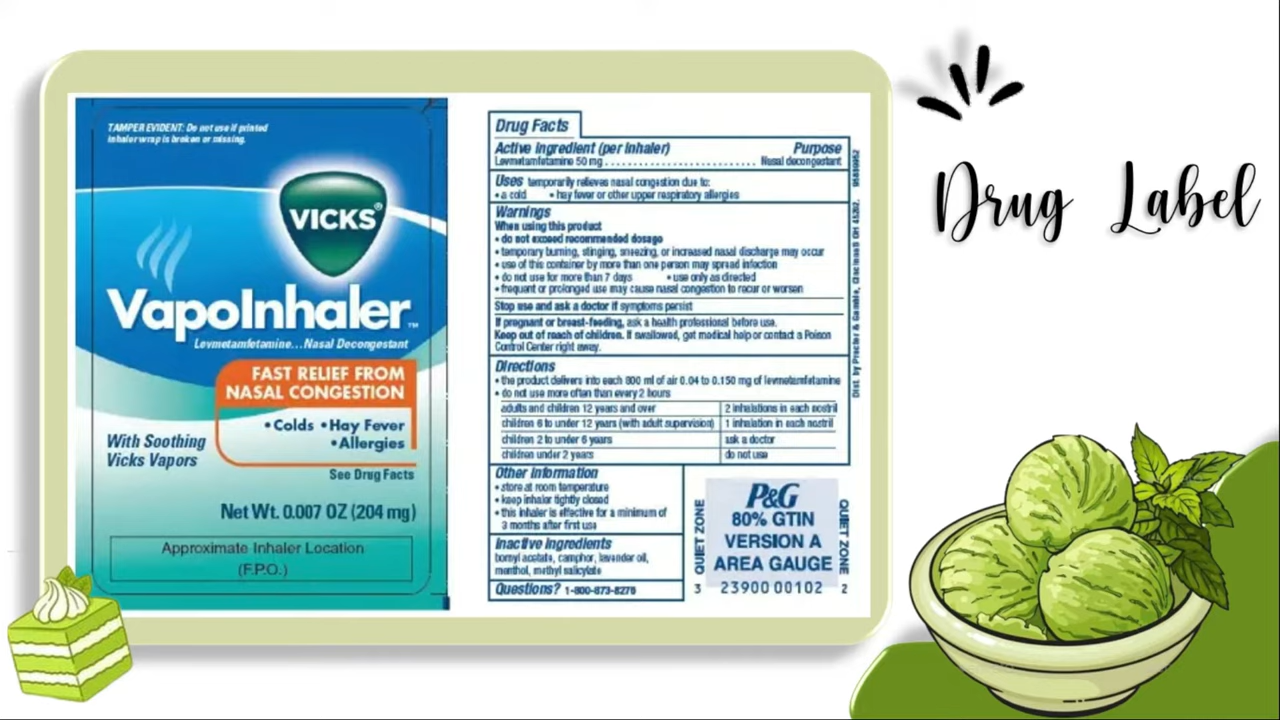 Drug Label
TAMPER EVIDENT: Do not use if printed
inhaler wrap is broken or missing.
VICKS®
VapoInhaler™
Levmetamfetamine...Nasal Decongestant
FAST RELIEF FROM
NASAL CONGESTION
• Colds • Hay Fever
• Allergies
With Soothing
Vicks Vapors
See Drug Facts
Net Wt. 0.007 OZ (204 mg)
Approximate Inhaler Location
(F.P.O.)
Drug Facts
Active ingredient (per inhaler) Purpose
Levmetamfetamine 50 mg ........................... Nasal decongestant
Uses temporarily relieves nasal congestion due to:
• a cold • hay fever or other upper respiratory allergies
Warnings
When using this product
• do not exceed recommended dosage
• temporary burning, stinging, sneezing, or increased nasal discharge may occur
• use of this container by more than one person may spread infection
• do not use for more than 7 days • use only as directed
• frequent or prolonged use may cause nasal congestion to recur or worsen
Stop use and ask a doctor if symptoms persist
If pregnant or breast-feeding, ask a health professional before use.
Keep out of reach of children. If swallowed, get medical help or contact a Poison
Control Center right away.
Directions
• the product delivers into each 800 ml of air 0.04 to 0.150 mg of levmetamfetamine
• do not use more often than every 2 hours
adults and children 12 years and over 2 inhalations in each nostril
children 6 to under 12 years (with adult supervision) 1 inhalation in each nostril
children 2 to under 6 years ask a doctor
children under 2 years do not use
Other information
• store at room temperature
• keep inhaler tightly closed
• this inhaler is effective for a minimum of
3 months after first use
Inactive ingredients
bornyl acetate, camphor, lavender oil,
menthol, methyl salicylate
Questions? 1-800-873-8276
Dist. by Procter & Gamble, Cincinnati OH 45202.
3 QUIET ZONE
P&G
80% GTIN
VERSION A
AREA GAUGE
23900 00102
QUIET ZONE 2